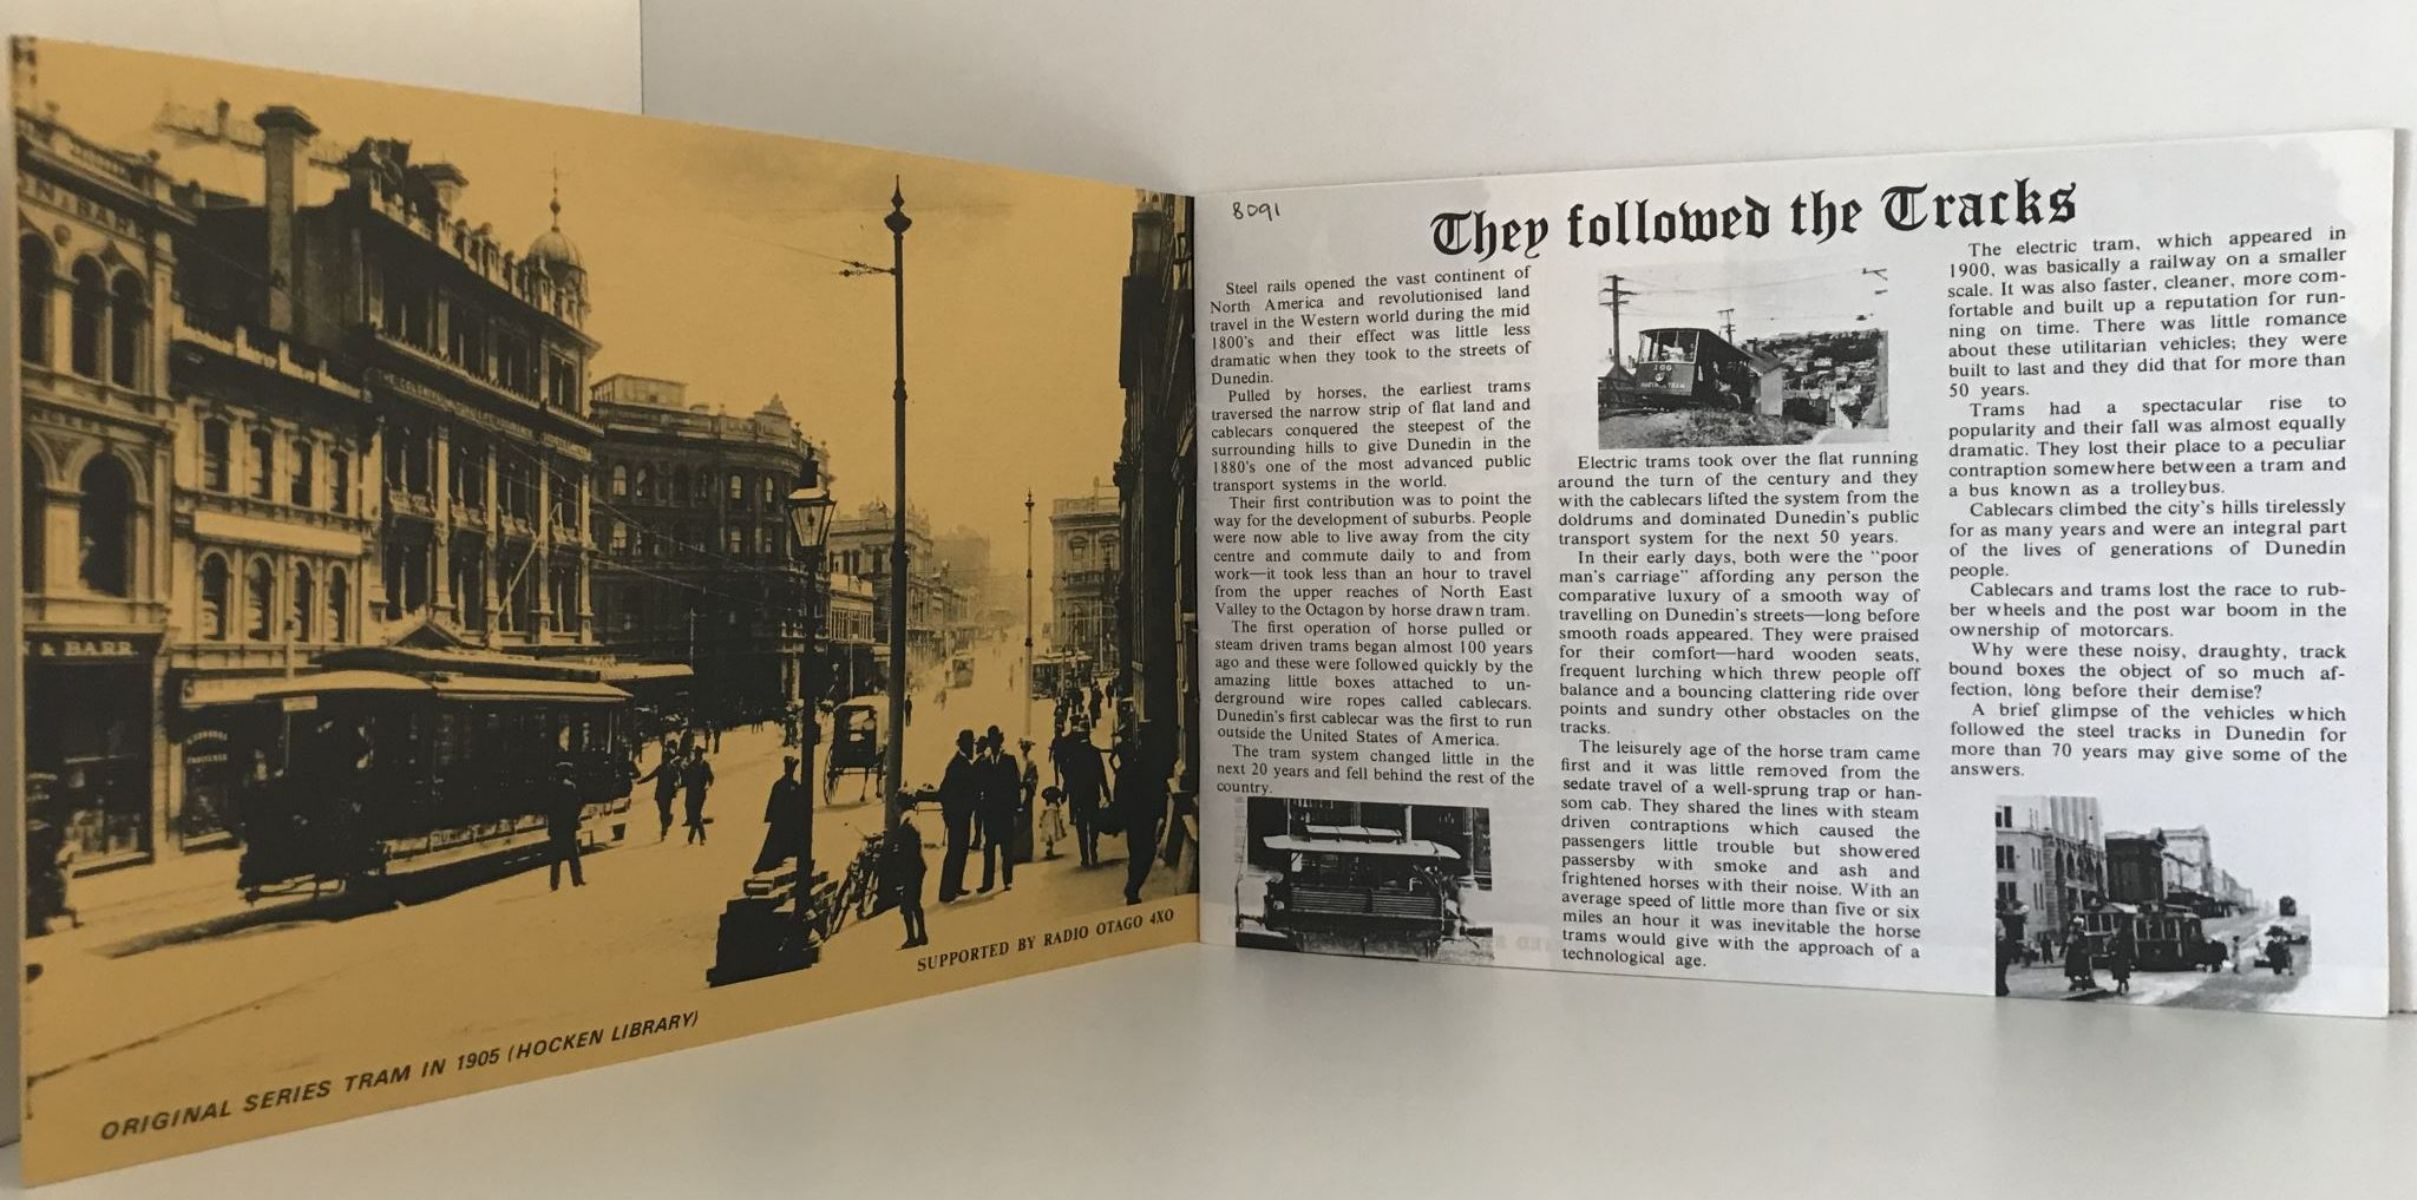 N & BARR
& BARR.
SUPPORTED BY RADIO OTAGO 4XO
ORIGINAL SERIES TRAM IN 1905 (HOCKEN LIBRARY)
8091
They followed the Tracks
Steel rails opened the vast continent of
North America and revolutionised land
travel in the Western world during the mid
1800's and their effect was little less
dramatic when they took to the streets of
Dunedin.
Pulled by horses, the earliest trams
traversed the narrow strip of flat land and
cablecars conquered the steepest of the
surrounding hills to give Dunedin in the
1880's one of the most advanced public
transport systems in the world.
Their first contribution was to point the
way for the development of suburbs. People
were now able to live away from the city
centre and commute daily to and from
work—it took less than an hour to travel
from the upper reaches of North East
Valley to the Octagon by horse drawn tram.
The first operation of horse pulled or
steam driven trams began almost 100 years
ago and these were followed quickly by the
amazing little boxes attached to un-
derground wire ropes called cablecars.
Dunedin's first cablecar was the first to run
outside the United States of America.
The tram system changed little in the
next 20 years and fell behind the rest of the
country.
106
Electric trams took over the flat running
around the turn of the century and they
with the cablecars lifted the system from the
doldrums and dominated Dunedin's public
transport system for the next 50 years.
In their early days, both were the "poor
man's carriage" affording any person the
comparative luxury of a smooth way of
travelling on Dunedin's streets—long before
smooth roads appeared. They were praised
for their comfort—hard wooden seats,
frequent lurching which threw people off
balance and a bouncing clattering ride over
points and sundry other obstacles on the
tracks.
The leisurely age of the horse tram came
first and it was little removed from the
sedate travel of a well-sprung trap or han-
som cab. They shared the lines with steam
driven contraptions which caused the
passengers little trouble but showered
passersby with smoke and ash and
frightened horses with their noise. With an
average speed of little more than five or six
miles an hour it was inevitable the horse
trams would give with the approach of a
technological age.
The electric tram, which appeared in
1900, was basically a railway on a smaller
scale. It was also faster, cleaner, more com-
fortable and built up a reputation for run-
ning on time. There was little romance
about these utilitarian vehicles; they were
built to last and they did that for more than
50 years.
Trams had a spectacular rise to
popularity and their fall was almost equally
dramatic. They lost their place to a peculiar
contraption somewhere between a tram and
a bus known as a trolleybus.
Cablecars climbed the city's hills tirelessly
for as many years and were an integral part
of the lives of generations of Dunedin
people.
Cablecars and trams lost the race to rub-
ber wheels and the post war boom in the
ownership of motorcars.
Why were these noisy, draughty, track
bound boxes the object of so much af-
fection, long before their demise?
A brief glimpse of the vehicles which
followed the steel tracks in Dunedin for
more than 70 years may give some of the
answers.